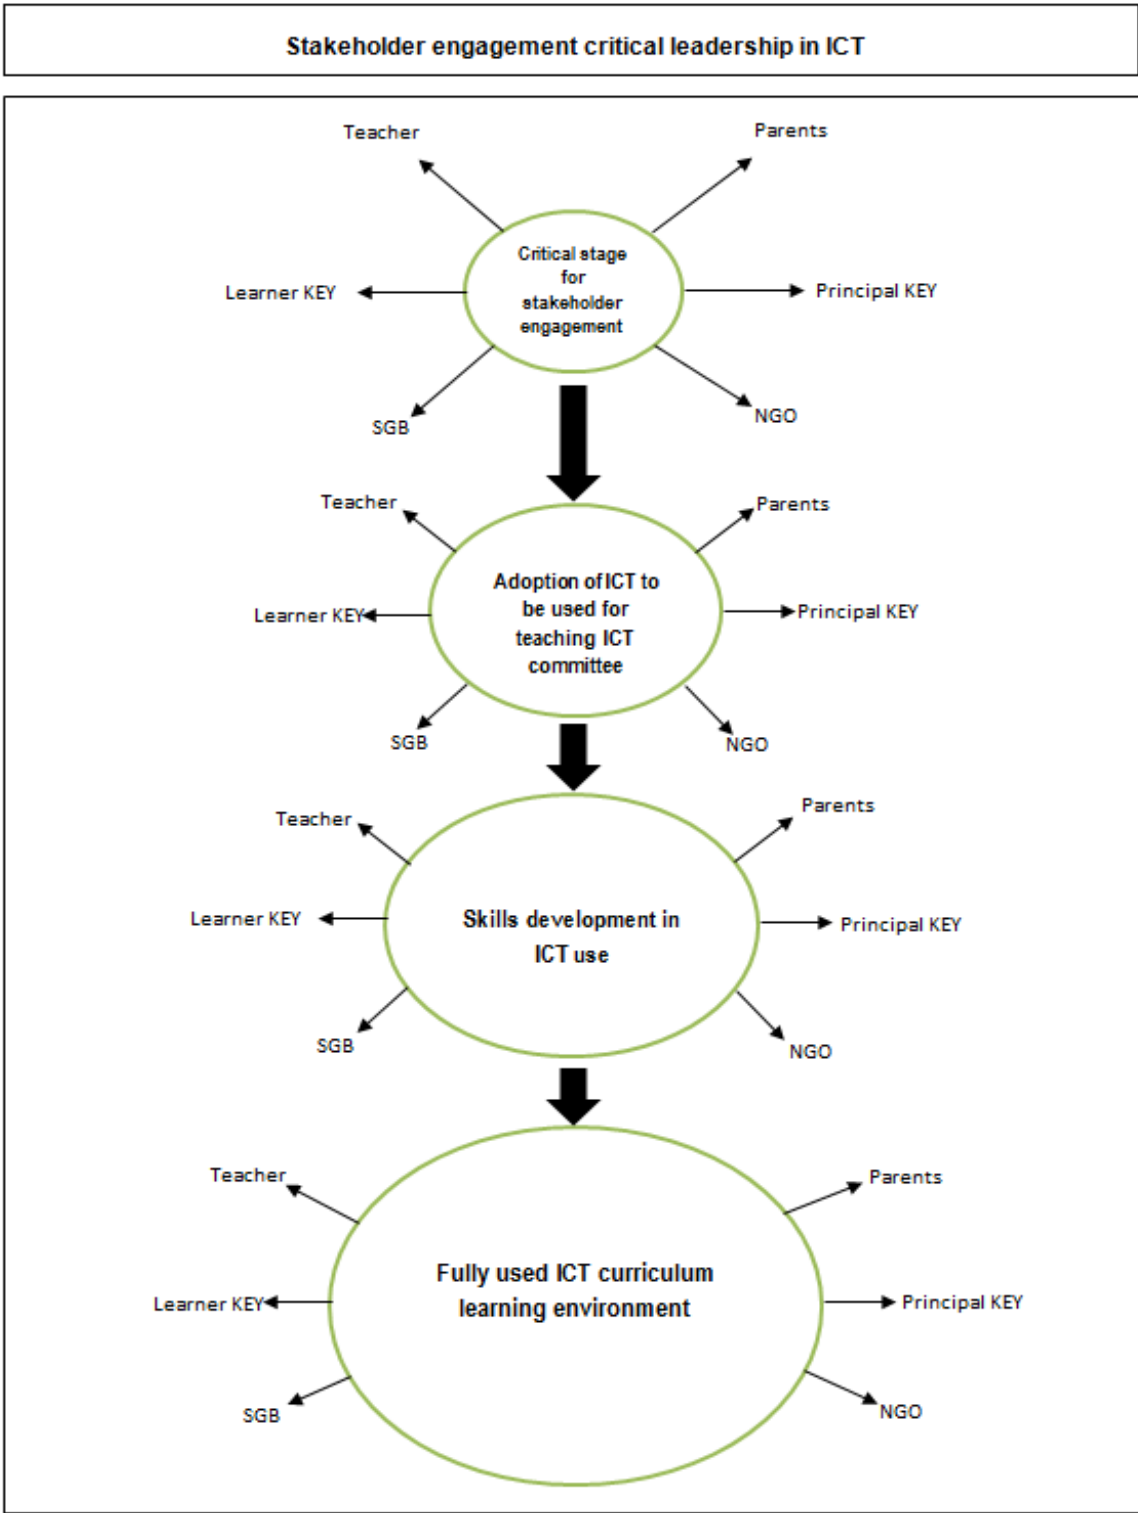 Stakeholder engagement critical leadership in ICT
Teacher
Parents
Critical stage
for
stakeholder
engagement
Learner KEY
Principal KEY
SGB
NGO
Teacher
Parents
Adoption of ICT to
be used for
teaching ICT
committee
Learner KEY
Principal KEY
SGB
NGO
Teacher
Parents
Skills development in
ICT use
Learner KEY
Principal KEY
SGB
NGO
Teacher
Parents
Fully used ICT curriculum
learning environment
Learner KEY
Principal KEY
SGB
NGO